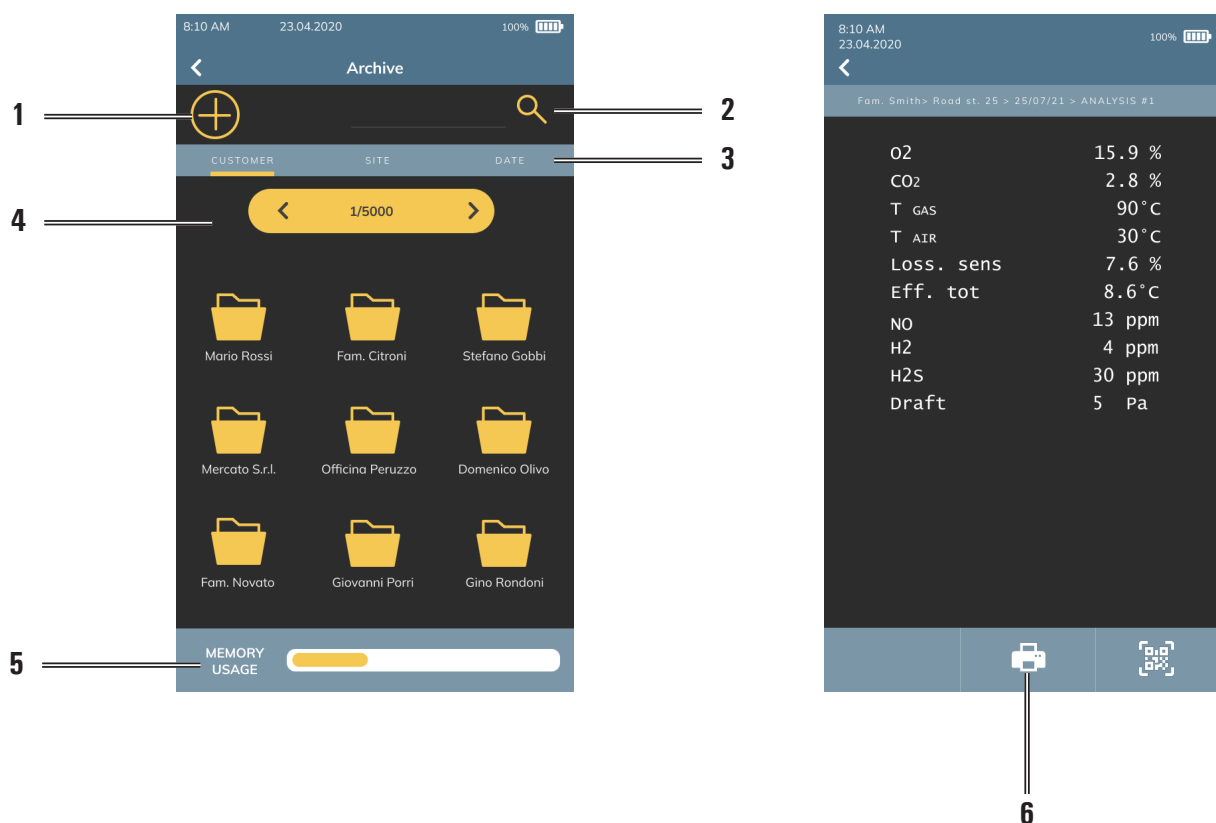 8:10 AM 23.04.2020 100%
Archive
1
2
CUSTOMER SITE DATE
3
4
1/5000
Mario Rossi Fam. Citroni Stefano Gobbi
Mercato S.r.l. Officina Peruzzo Domenico Olivo
Fam. Novato Giovanni Porri Gino Rondoni
5
MEMORY
USAGE
8:10 AM
23.04.2020
100%
Fam. Smith> Road st. 25 > 25/07/21 > ANALYSIS #1
O2 15.9 %
CO2 2.8 %
T GAS 90°C
T AIR 30°C
Loss. sens 7.6 %
Eff. tot 8.6°C
NO 13 ppm
H2 4 ppm
H2S 30 ppm
Draft 5 Pa
6